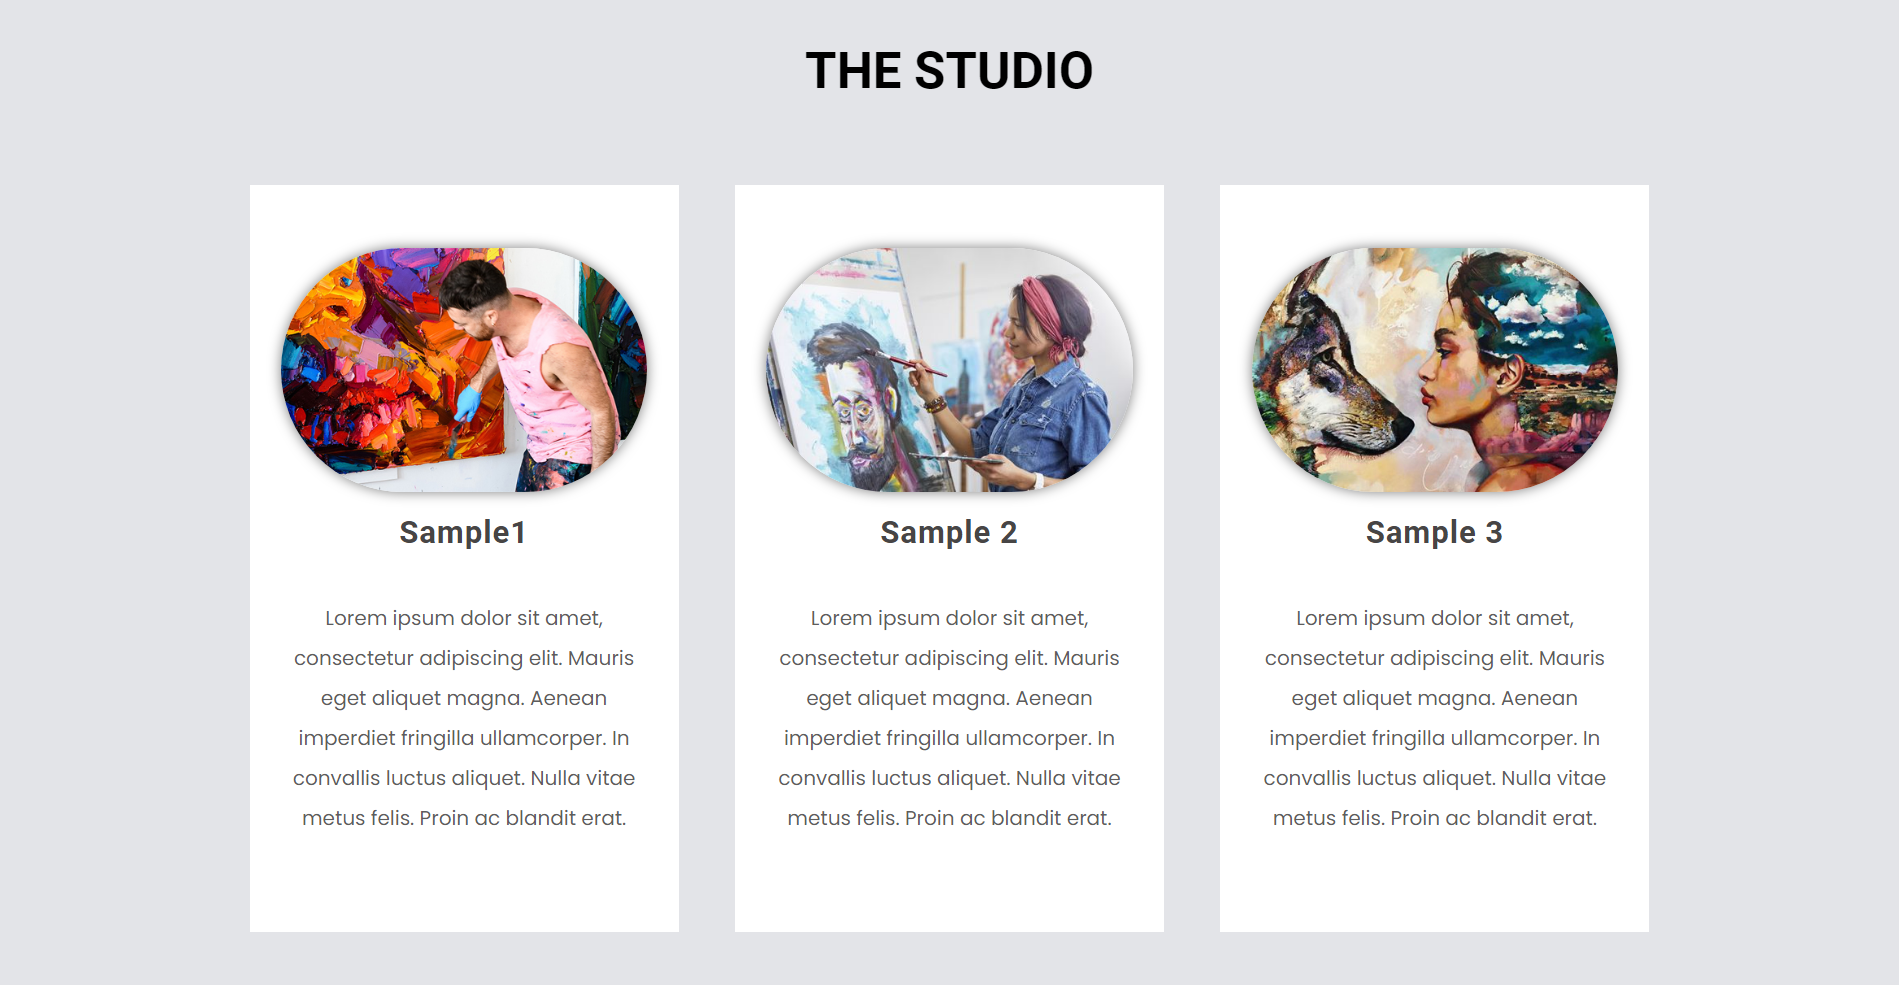 THE STUDIO
Sample1
Lorem ipsum dolor sit amet,
consectetur adipiscing elit. Mauris
eget aliquet magna. Aenean
imperdiet fringilla ullamcorper. In
convallis luctus aliquet. Nulla vitae
metus felis. Proin ac blandit erat.
Sample 2
Lorem ipsum dolor sit amet,
consectetur adipiscing elit. Mauris
eget aliquet magna. Aenean
imperdiet fringilla ullamcorper. In
convallis luctus aliquet. Nulla vitae
metus felis. Proin ac blandit erat.
Sample 3
Lorem ipsum dolor sit amet,
consectetur adipiscing elit. Mauris
eget aliquet magna. Aenean
imperdiet fringilla ullamcorper. In
convallis luctus aliquet. Nulla vitae
metus felis. Proin ac blandit erat.